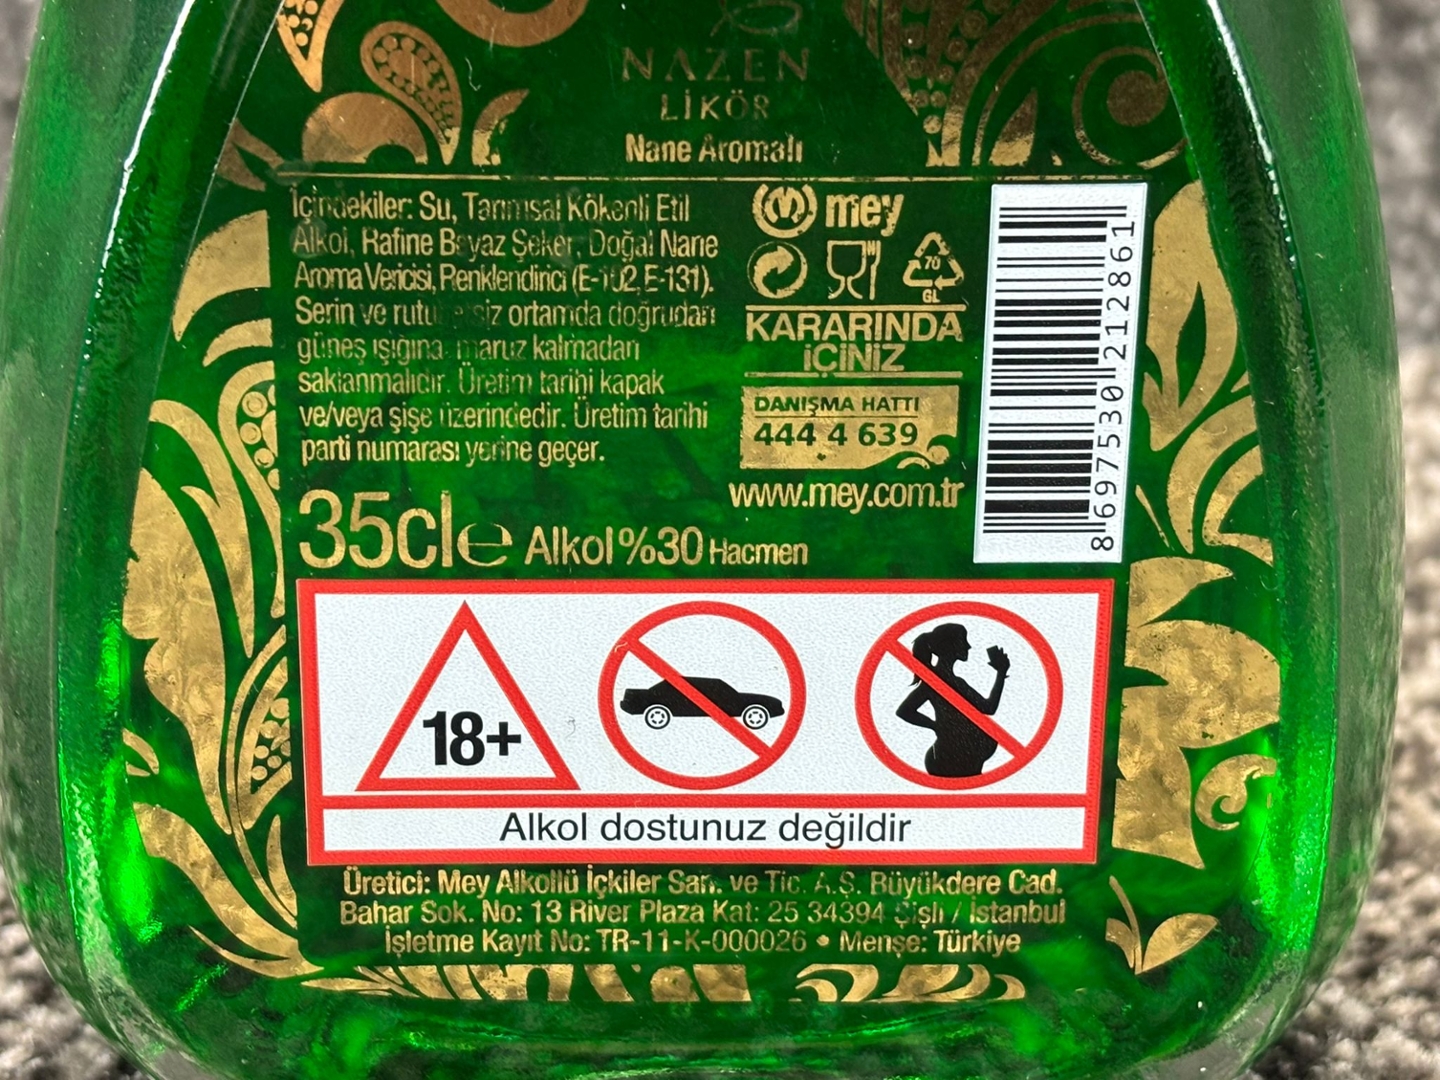 NAZEN
LİKÖR
Nane Aromalı
İçindekiler: Su, Tarımsal Kökenli Etil
Alkol, Rafine Beyaz Şeker, Doğal Nane
Aroma Vericisi, Renklendirici (E-102, E-131).
Serin ve rutubetsiz ortamda doğrudan
güneş ışığına maruz kalmadan
saklanmalıdır. Üretim tarihi kapak
ve/veya şişe üzerindedir. Üretim tarihi
parti numarası yerine geçer.
35cl℮ Alkol %30 Hacmen
mey
70
GL
KARARINDA
İÇİNİZ
DANIŞMA HATTI
444 4 639
www.mey.com.tr
8697530212861
18+
Alkol dostunuz değildir
Üretici: Mey Alkollü İçkiler San. ve Tic. A.Ş. Büyükdere Cad.
Bahar Sok. No: 13 River Plaza Kat: 25 34394 Şişli / İstanbul
İşletme Kayıt No: TR-11-K-000026 • Menşe: Türkiye